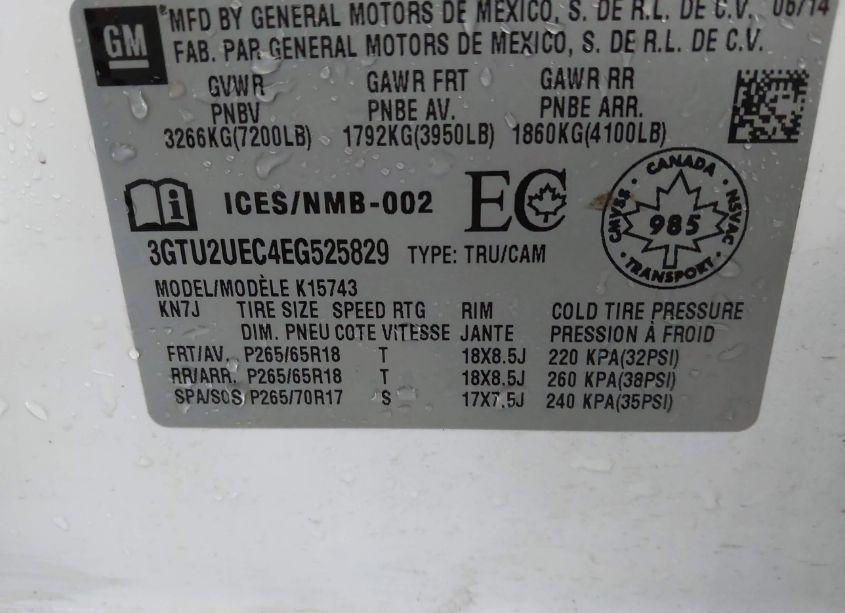 GM
MFD BY GENERAL MOTORS DE MEXICO, S. DE R.L. DE C.V. 06/14
FAB. PAR GENERAL MOTORS DE MEXICO, S. DE R.L. DE C.V.
GVWR GAWR FRT GAWR RR
PNBV PNBE AV. PNBE ARR.
3266KG(7200LB) 1792KG(3950LB) 1860KG(4100LB)
i ICES/NMB-002 EC
CANADA
CMVSS 985 NSVAC
TRANSPORT
3GTU2UEC4EG525829 TYPE: TRU/CAM
MODEL/MODÈLE K15743
KN7J TIRE SIZE SPEED RTG RIM COLD TIRE PRESSURE
DIM. PNEU COTE VITESSE JANTE PRESSION À FROID
FRT/AV. P265/65R18 T 18X8.5J 220 KPA(32PSI)
RR/ARR. P265/65R18 T 18X8.5J 260 KPA(38PSI)
SPA/SOS P265/70R17 S 17X7.5J 240 KPA(35PSI)